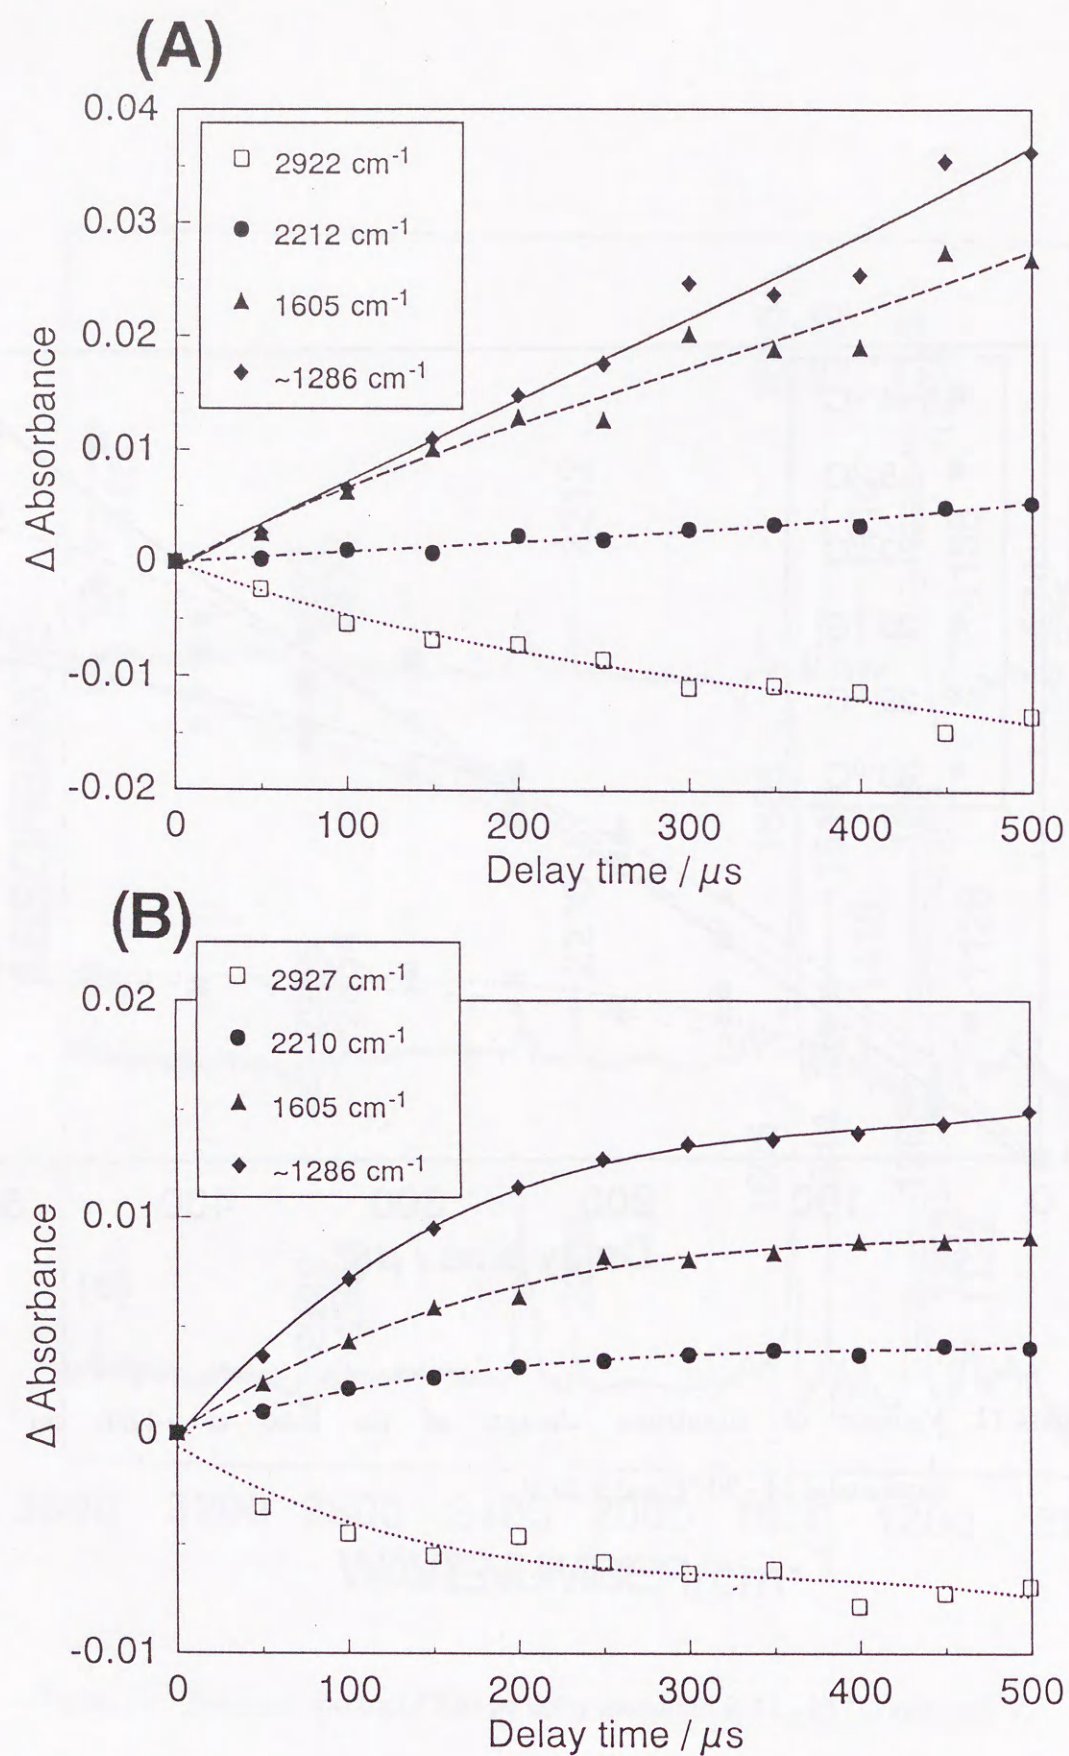 (A)
0.04
0.03
0.02
0.01
0
-0.01
-0.02
Δ Absorbance
2922 cm-1
2212 cm-1
1605 cm-1
~1286 cm-1
0 100 200 300 400 500
Delay time / μs
(B)
0.02
0.01
0
-0.01
Δ Absorbance
2927 cm-1
2210 cm-1
1605 cm-1
~1286 cm-1
0 100 200 300 400 500
Delay time / μs